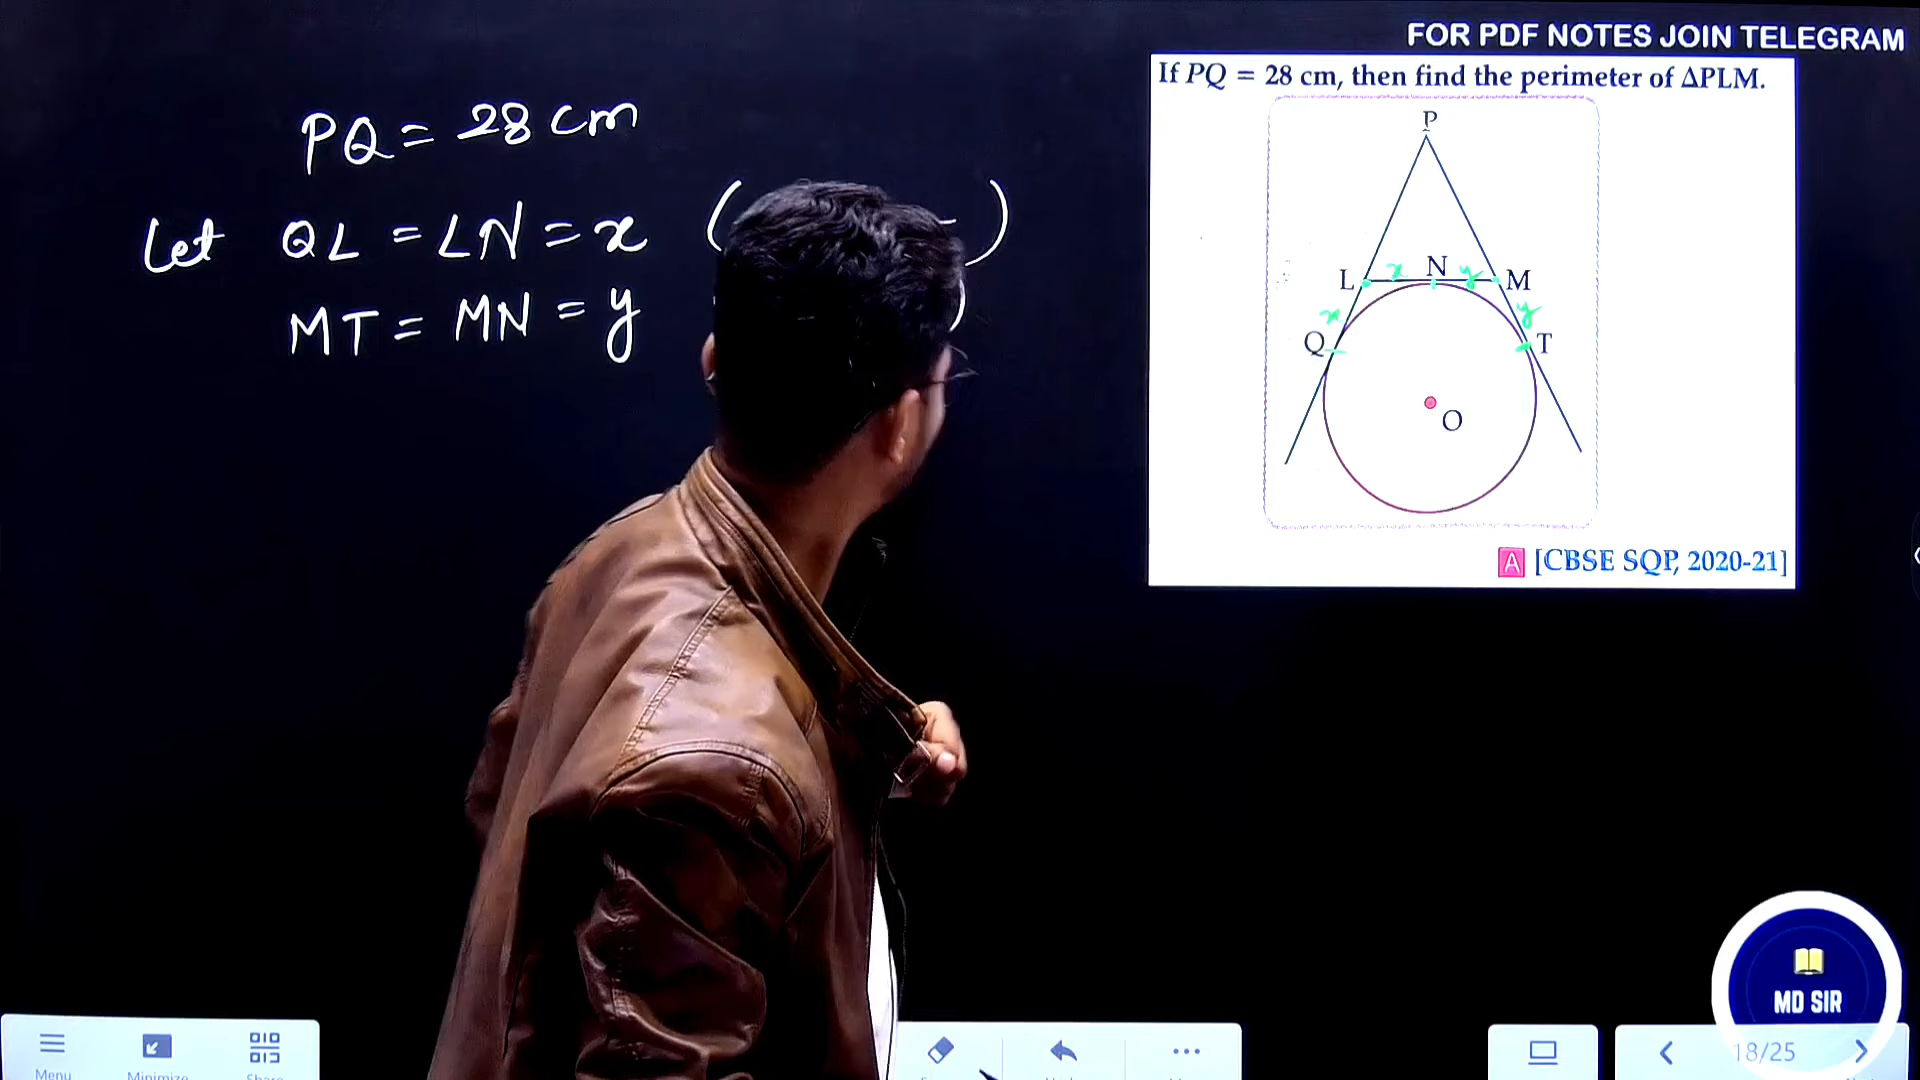 FOR PDF NOTES JOIN TELEGRAM
If PQ = 28 cm, then find the perimeter of ΔPLM.
P
L x N y M
x y
Q T
O
A [CBSE SQP, 2020-21]
PQ = 28 cm
Let QL = LN = x ( )
MT = MN = y )
MD SIR
Menu
Minimize
Share
18/25